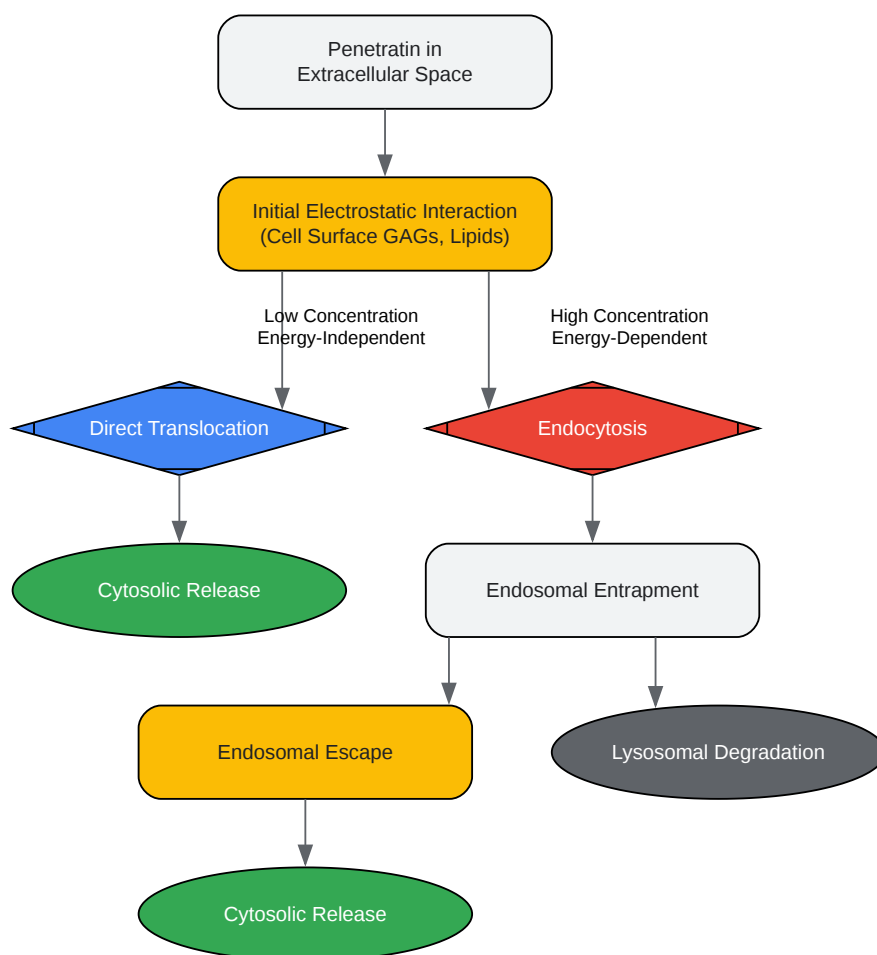 Penetratin in
Extracellular Space
Initial Electrostatic Interaction
(Cell Surface GAGs, Lipids)
Low Concentration
Energy-Independent
High Concentration
Energy-Dependent
Direct Translocation
Endocytosis
Cytosolic Release
Endosomal Entrapment
Endosomal Escape
Lysosomal Degradation
Cytosolic Release